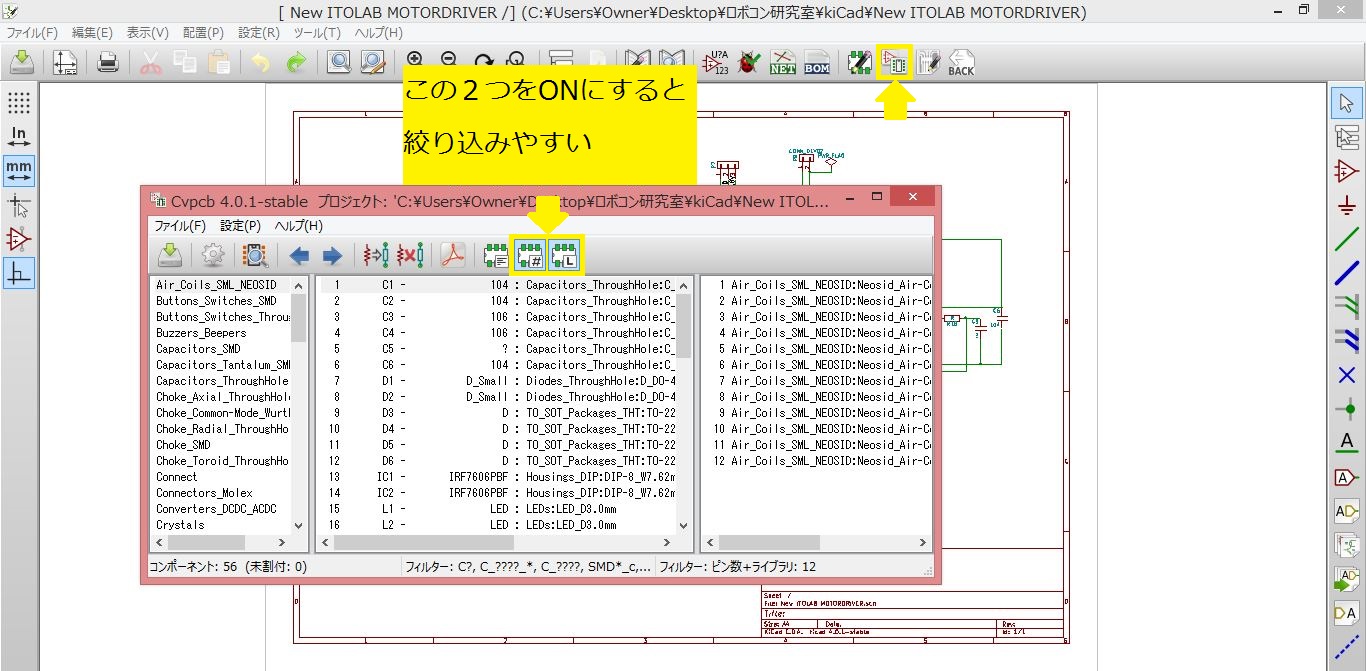 [ New ITOLAB MOTORDRIVER /] (C:¥Users¥Owner¥Desktop¥ロボコン研究室¥kiCad¥New ITOLAB MOTORDRIVER)
ファイル(F) 編集(E) 表示(V) 配置(P) 設定(R) ツール(T) ヘルプ(H)
U?A
123
NET
BOM
BACK
この２つをONにすると
絞り込みやすい
In
mm
Cvpcb 4.0.1-stable プロジェクト: 'C:¥Users¥Owner¥De
top¥ロボコン研究室¥kiCad¥New ITOL...
ファイル(F) 設定(P) ヘルプ(H)
#
L
Air_Coils_SML_NEOSID
Buttons_Switches_SMD
Buttons_Switches_Throu
Buzzers_Beepers
Capacitors_SMD
Capacitors_Tantalum_SM
Capacitors_ThroughHole
Choke_Axial_ThroughHol
Choke_Common-Mode_Wurt
Choke_Radial_ThroughHo
Choke_SMD
Choke_Toroid_ThroughHo
Connect
Connectors_Molex
Converters_DCDC_ACDC
Crystals
1 C1 - 104 : Capacitors_ThroughHole:C_
2 C2 - 104 : Capacitors_ThroughHole:C_
3 C3 - 106 : Capacitors_ThroughHole:C_
4 C4 - 106 : Capacitors_ThroughHole:C_
5 C5 - ? : Capacitors_ThroughHole:C_
6 C6 - 104 : Capacitors_ThroughHole:C_
7 D1 - D_Small : Diodes_ThroughHole:D_DO-4
8 D2 - D_Small : Diodes_ThroughHole:D_DO-4
9 D3 - D : TO_SOT_Packages_THT:TO-22
10 D4 - D : TO_SOT_Packages_THT:TO-22
11 D5 - D : TO_SOT_Packages_THT:TO-22
12 D6 - D : TO_SOT_Packages_THT:TO-22
13 IC1 - IRF7606PBF : Housings_DIP:DIP-8_W7.62m
14 IC2 - IRF7606PBF : Housings_DIP:DIP-8_W7.62m
15 L1 - LED : LEDs:LED_D3.0mm
16 L2 - LED : LEDs:LED_D3.0mm
1 Air_Coils_SML_NEOSID:Neosid_Air-C
2 Air_Coils_SML_NEOSID:Neosid_Air-C
3 Air_Coils_SML_NEOSID:Neosid_Air-C
4 Air_Coils_SML_NEOSID:Neosid_Air-C
5 Air_Coils_SML_NEOSID:Neosid_Air-C
6 Air_Coils_SML_NEOSID:Neosid_Air-C
7 Air_Coils_SML_NEOSID:Neosid_Air-C
8 Air_Coils_SML_NEOSID:Neosid_Air-C
9 Air_Coils_SML_NEOSID:Neosid_Air-C
10 Air_Coils_SML_NEOSID:Neosid_Air-C
11 Air_Coils_SML_NEOSID:Neosid_Air-C
12 Air_Coils_SML_NEOSID:Neosid_Air-C
コンポーネント: 56 (未割付: 0)
フィルター: C?, C_????_*, C_????, SMD*_c,...
フィルター: ピン数+ライブラリ: 12
Sheet: /
File: New ITOLAB MOTORDRIVER.sch
Title:
Size: A4 Date: Rev:
KiCad E.D.A. kicad 4.0.1-stable Id: 1/1
A
A
AD
AD
DA